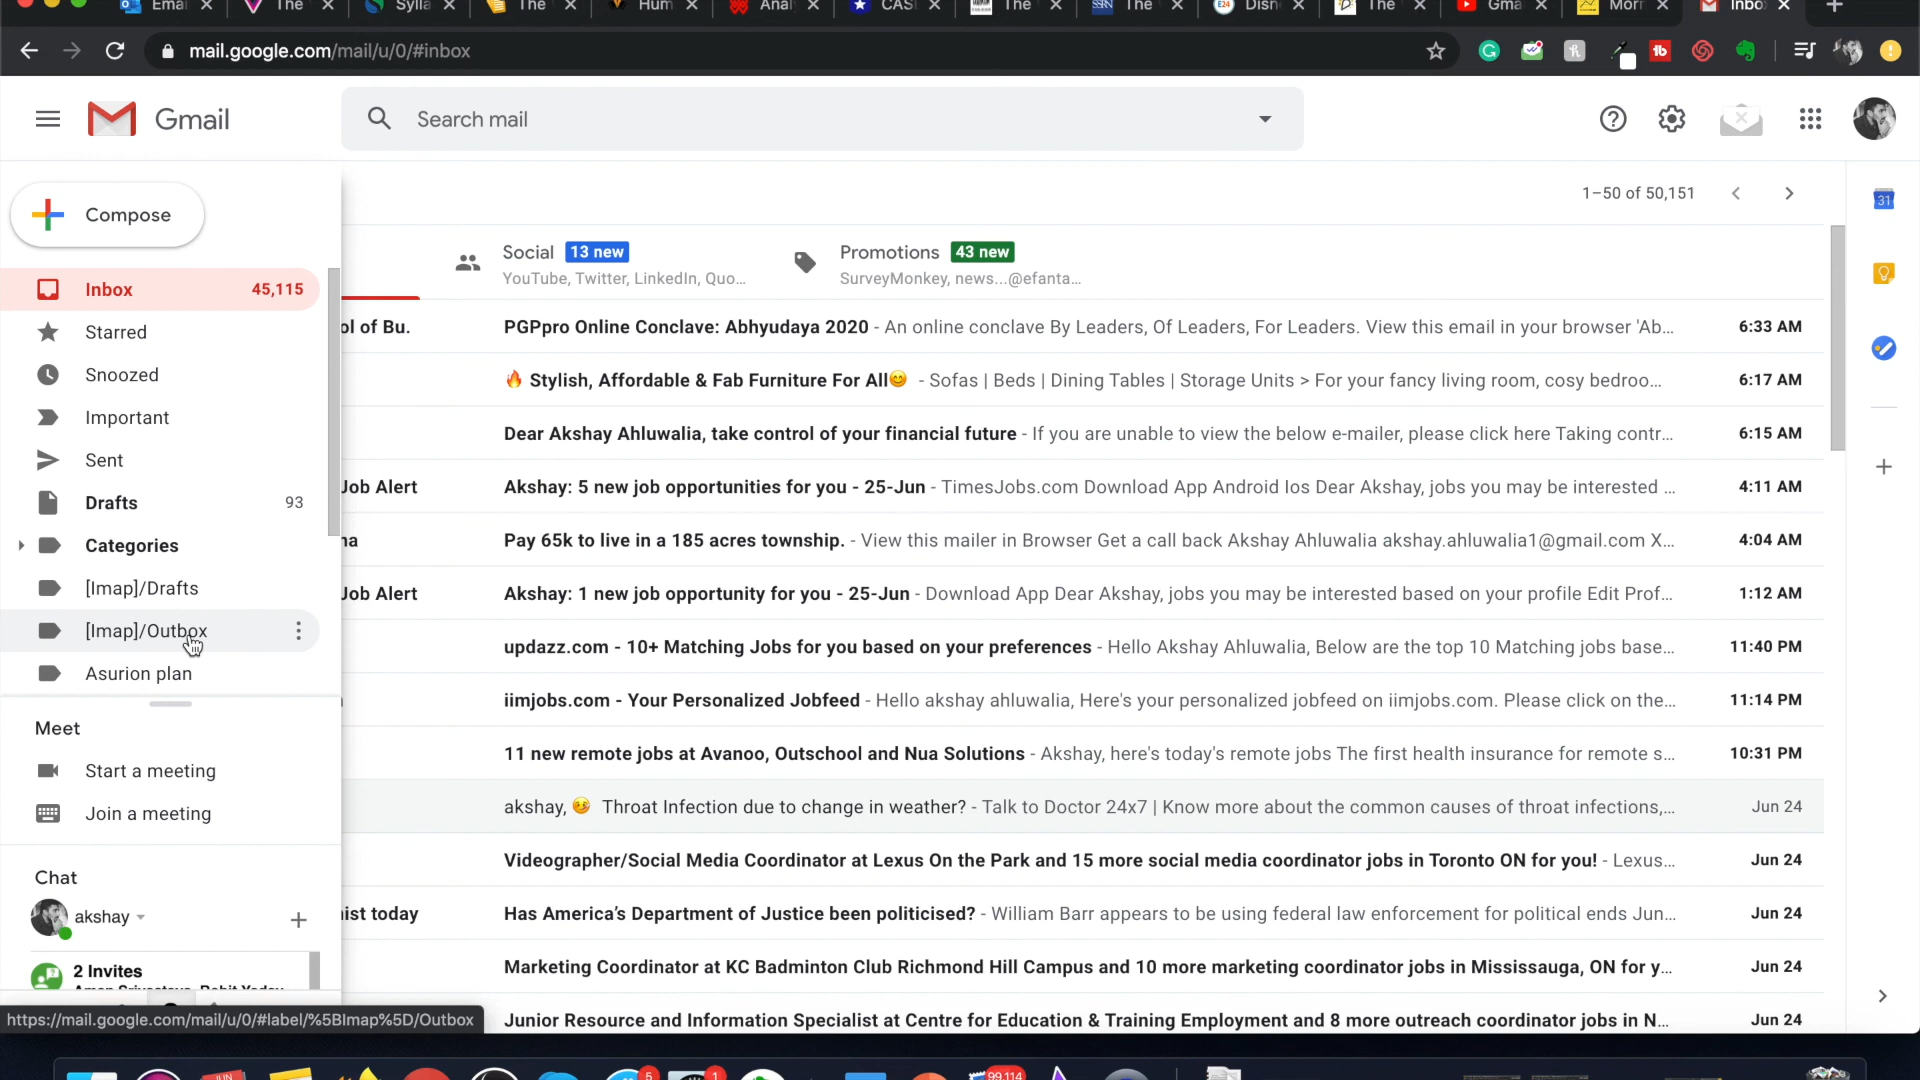 Emai
The
Sylla
The
Hum
Anal
CASE
The
The
E24
Disn
The
Gma
Morn
Inbo
mail.google.com/mail/u/0/#inbox
Gmail
Search mail
Compose
1–50 of 50,151
31
Social 13 new
YouTube, Twitter, LinkedIn, Quo...
Promotions 43 new
SurveyMonkey, news...@efanta...
Inbox 45,115
Starred
Snoozed
Important
Sent
Drafts 93
Categories
[Imap]/Drafts
[Imap]/Outbox
Asurion plan
ol of Bu. PGPpro Online Conclave: Abhyudaya 2020 - An online conclave By Leaders, Of Leaders, For Leaders. View this email in your browser 'Ab... 6:33 AM
🔥 Stylish, Affordable & Fab Furniture For All😊 - Sofas | Beds | Dining Tables | Storage Units > For your fancy living room, cosy bedroo... 6:17 AM
Dear Akshay Ahluwalia, take control of your financial future - If you are unable to view the below e-mailer, please click here Taking contr... 6:15 AM
Job Alert Akshay: 5 new job opportunities for you - 25-Jun - TimesJobs.com Download App Android Ios Dear Akshay, jobs you may be interested ... 4:11 AM
na Pay 65k to live in a 185 acres township. - View this mailer in Browser Get a call back Akshay Ahluwalia akshay.ahluwalia1@gmail.com X... 4:04 AM
Job Alert Akshay: 1 new job opportunity for you - 25-Jun - Download App Dear Akshay, jobs you may be interested based on your profile Edit Prof... 1:12 AM
updazz.com - 10+ Matching Jobs for you based on your preferences - Hello Akshay Ahluwalia, Below are the top 10 Matching jobs base... 11:40 PM
iimjobs.com - Your Personalized Jobfeed - Hello akshay ahluwalia, Here's your personalized jobfeed on iimjobs.com. Please click on the... 11:14 PM
11 new remote jobs at Avanoo, Outschool and Nua Solutions - Akshay, here's today's remote jobs The first health insurance for remote s... 10:31 PM
akshay, 🤒 Throat Infection due to change in weather? - Talk to Doctor 24x7 | Know more about the common causes of throat infections,... Jun 24
Videographer/Social Media Coordinator at Lexus On the Park and 15 more social media coordinator jobs in Toronto ON for you! - Lexus... Jun 24
ist today Has America's Department of Justice been politicised? - William Barr appears to be using federal law enforcement for political ends Jun... Jun 24
Marketing Coordinator at KC Badminton Club Richmond Hill Campus and 10 more marketing coordinator jobs in Mississauga, ON for y... Jun 24
Junior Resource and Information Specialist at Centre for Education & Training Employment and 8 more outreach coordinator jobs in N... Jun 24
Meet
Start a meeting
Join a meeting
Chat
akshay
2 Invites
https://mail.google.com/mail/u/0/#label/%5BImap%5D/Outbox
JUN
5
1
99,114